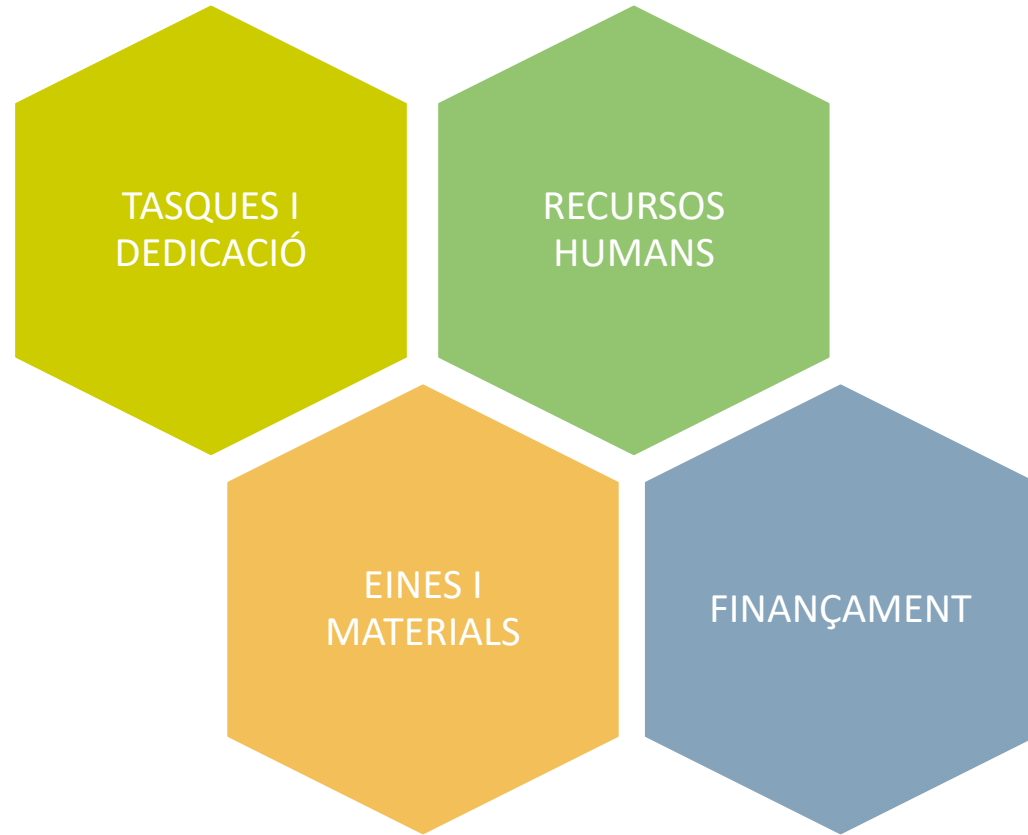 TASQUES I
DEDICACIÓ
RECURSOS
HUMANS
EINES I
MATERIALS
FINANÇAMENT